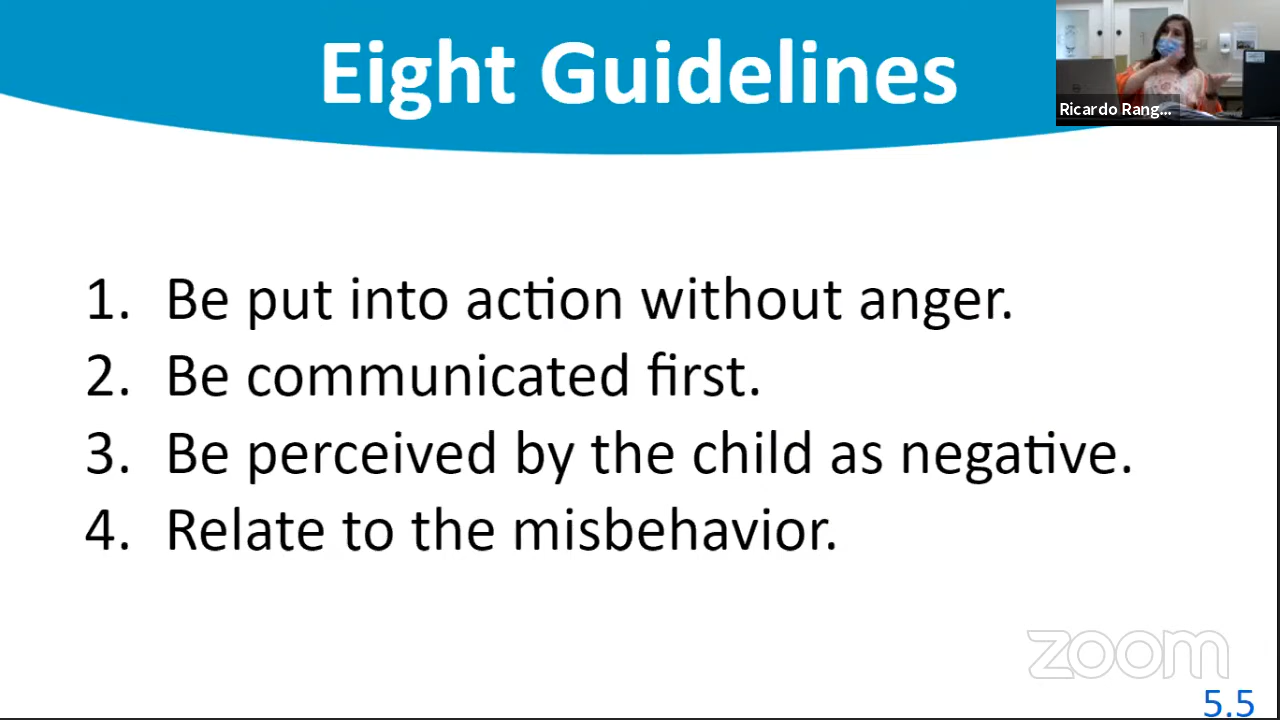 Eight Guidelines
Ricardo Rang...
1. Be put into action without anger.
2. Be communicated first.
3. Be perceived by the child as negative.
4. Relate to the misbehavior.
zoom
5.5